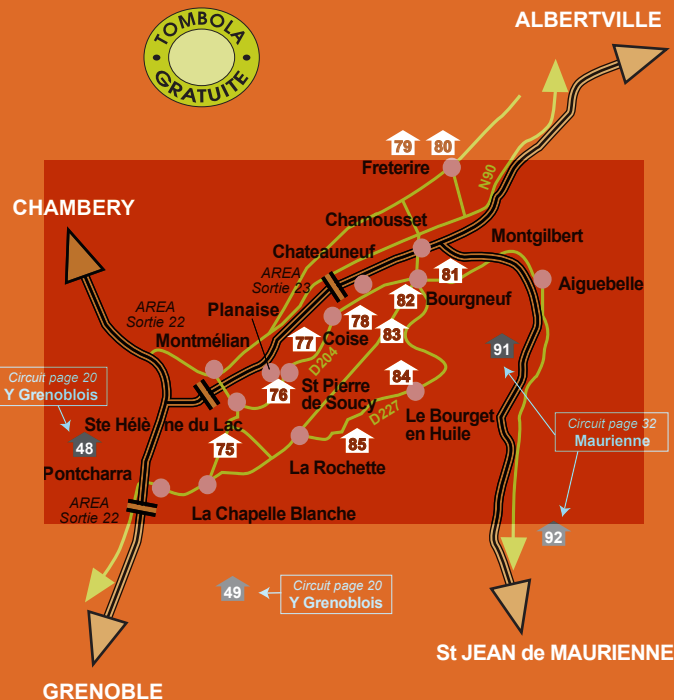 ALBERTVILLE
TOMBOLA
GRATUITE
79
80
Freterire
N90
CHAMBERY
Chamousset
Montgilbert
Chateauneuf
AREA
Sortie 23
81
Aiguebelle
82
Bourgneuf
AREA
Sortie 22
Planaise
78
77
Coise
83
Montmélian
91
D204
Circuit page 20
Y Grenoblois
84
76
St Pierre
de Soucy
D227
Le Bourget
en Huile
Circuit page 32
Maurienne
Ste Hélène du Lac
48
75
85
La Rochette
Pontcharra
AREA
Sortie 22
La Chapelle Blanche
92
49
Circuit page 20
Y Grenoblois
St JEAN de MAURIENNE
GRENOBLE